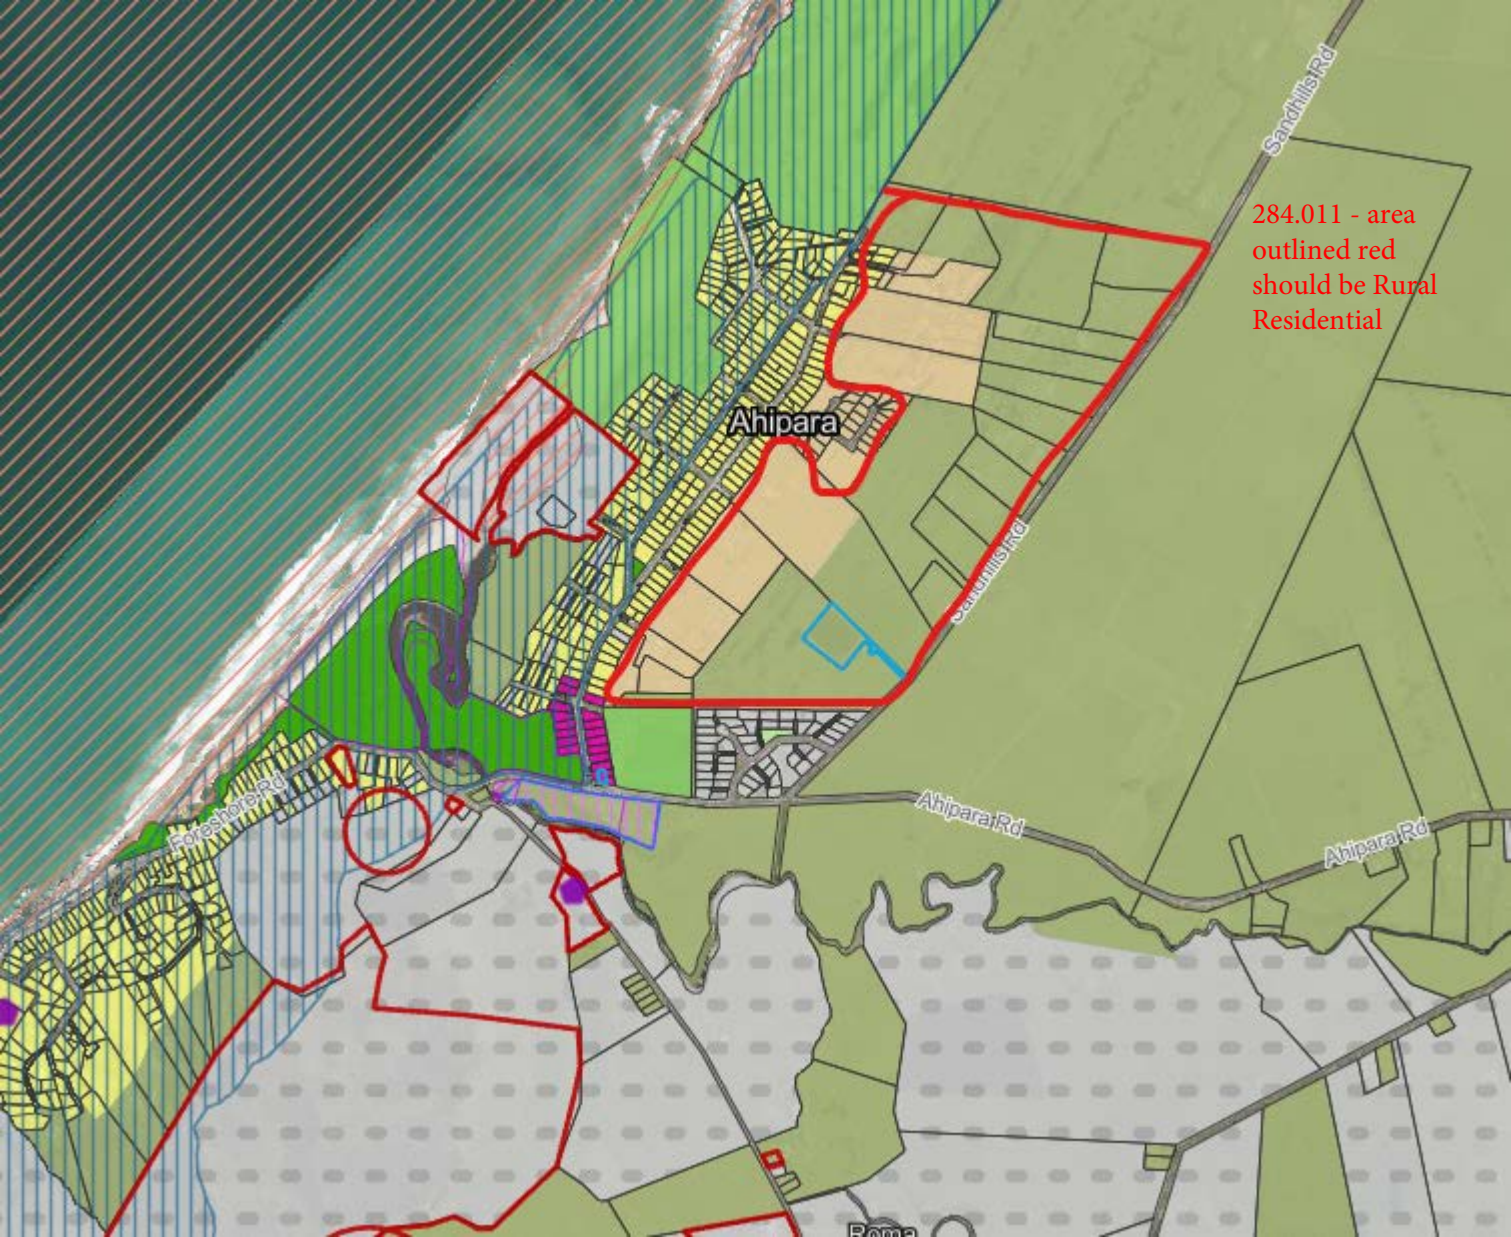 Sandhills Rd
284.011 - area
outlined red
should be Rural
Residential
Ahipara
Sandhills Rd
Foreshore Rd
Ahipara Rd
Ahipara Rd
Roma